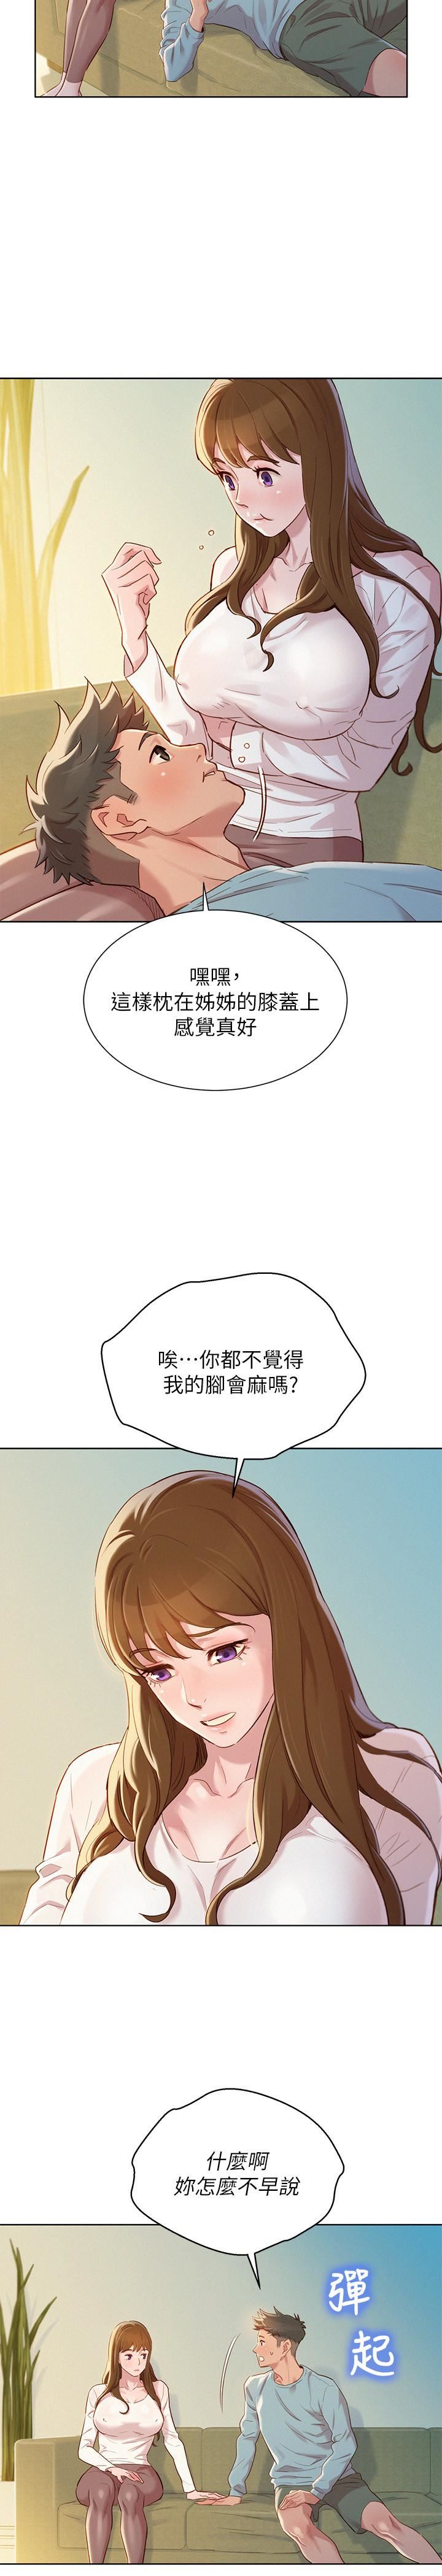 嘿嘿，
這樣枕在姊姊的膝蓋上
感覺真好
唉…你都不覺得
我的腳會麻嗎?
什麼啊
妳怎麼不早說
彈
起